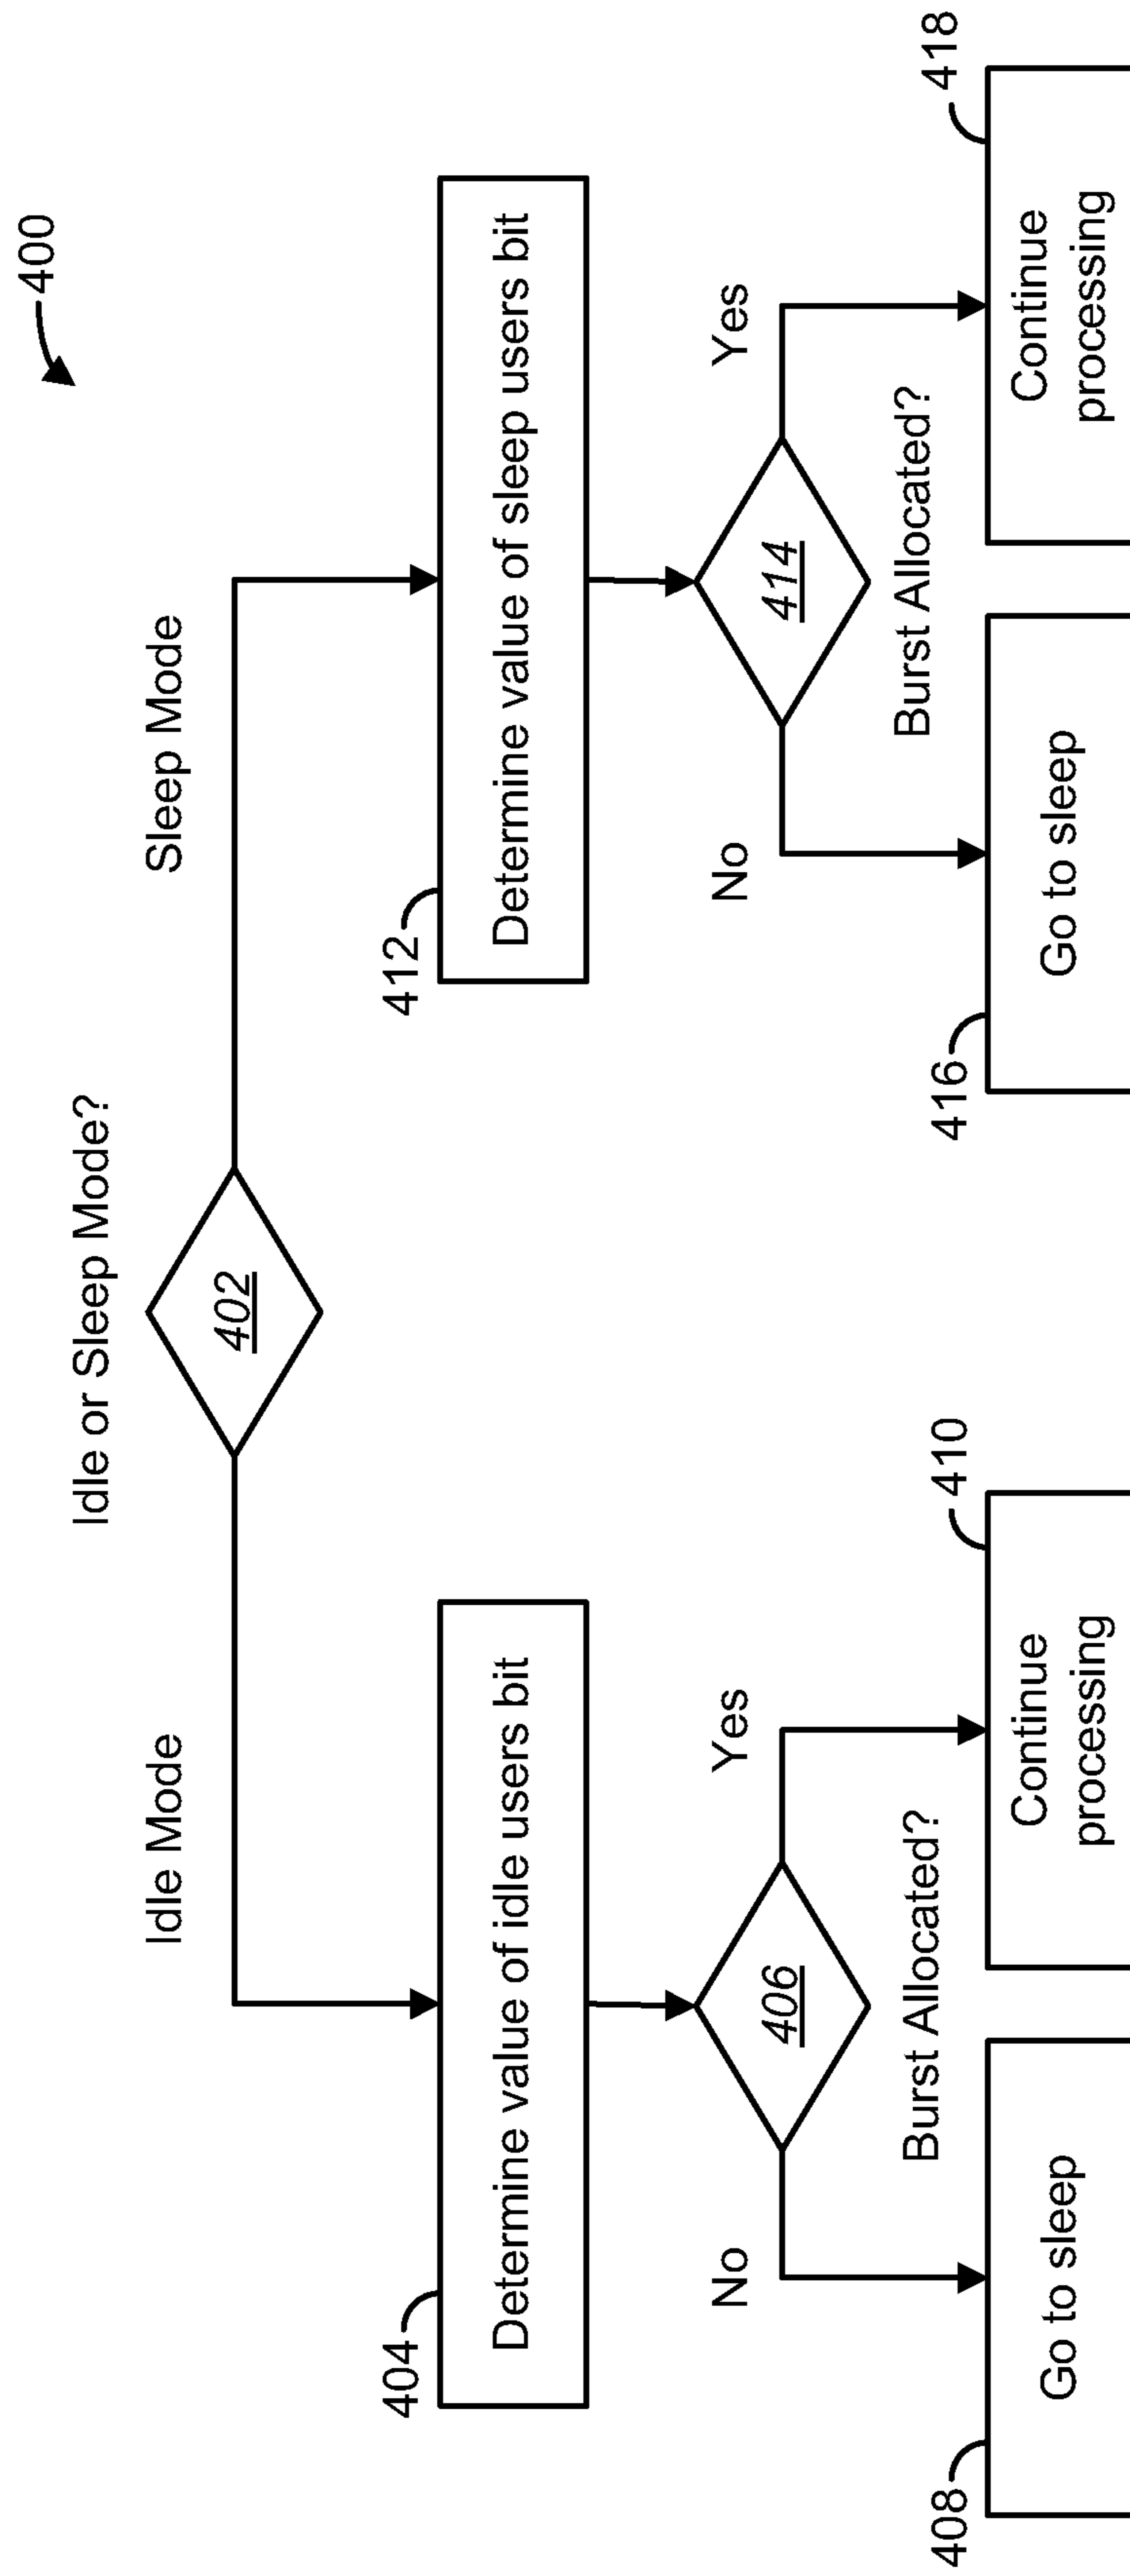 400
Idle or Sleep Mode?
Idle Mode
Sleep Mode
402
404
Determine value of idle users bit
412
Determine value of sleep users bit
No
Yes
No
Yes
406
414
Burst Allocated?
Burst Allocated?
408
Go to sleep
410
Continue
processing
416
Go to sleep
418
Continue
processing